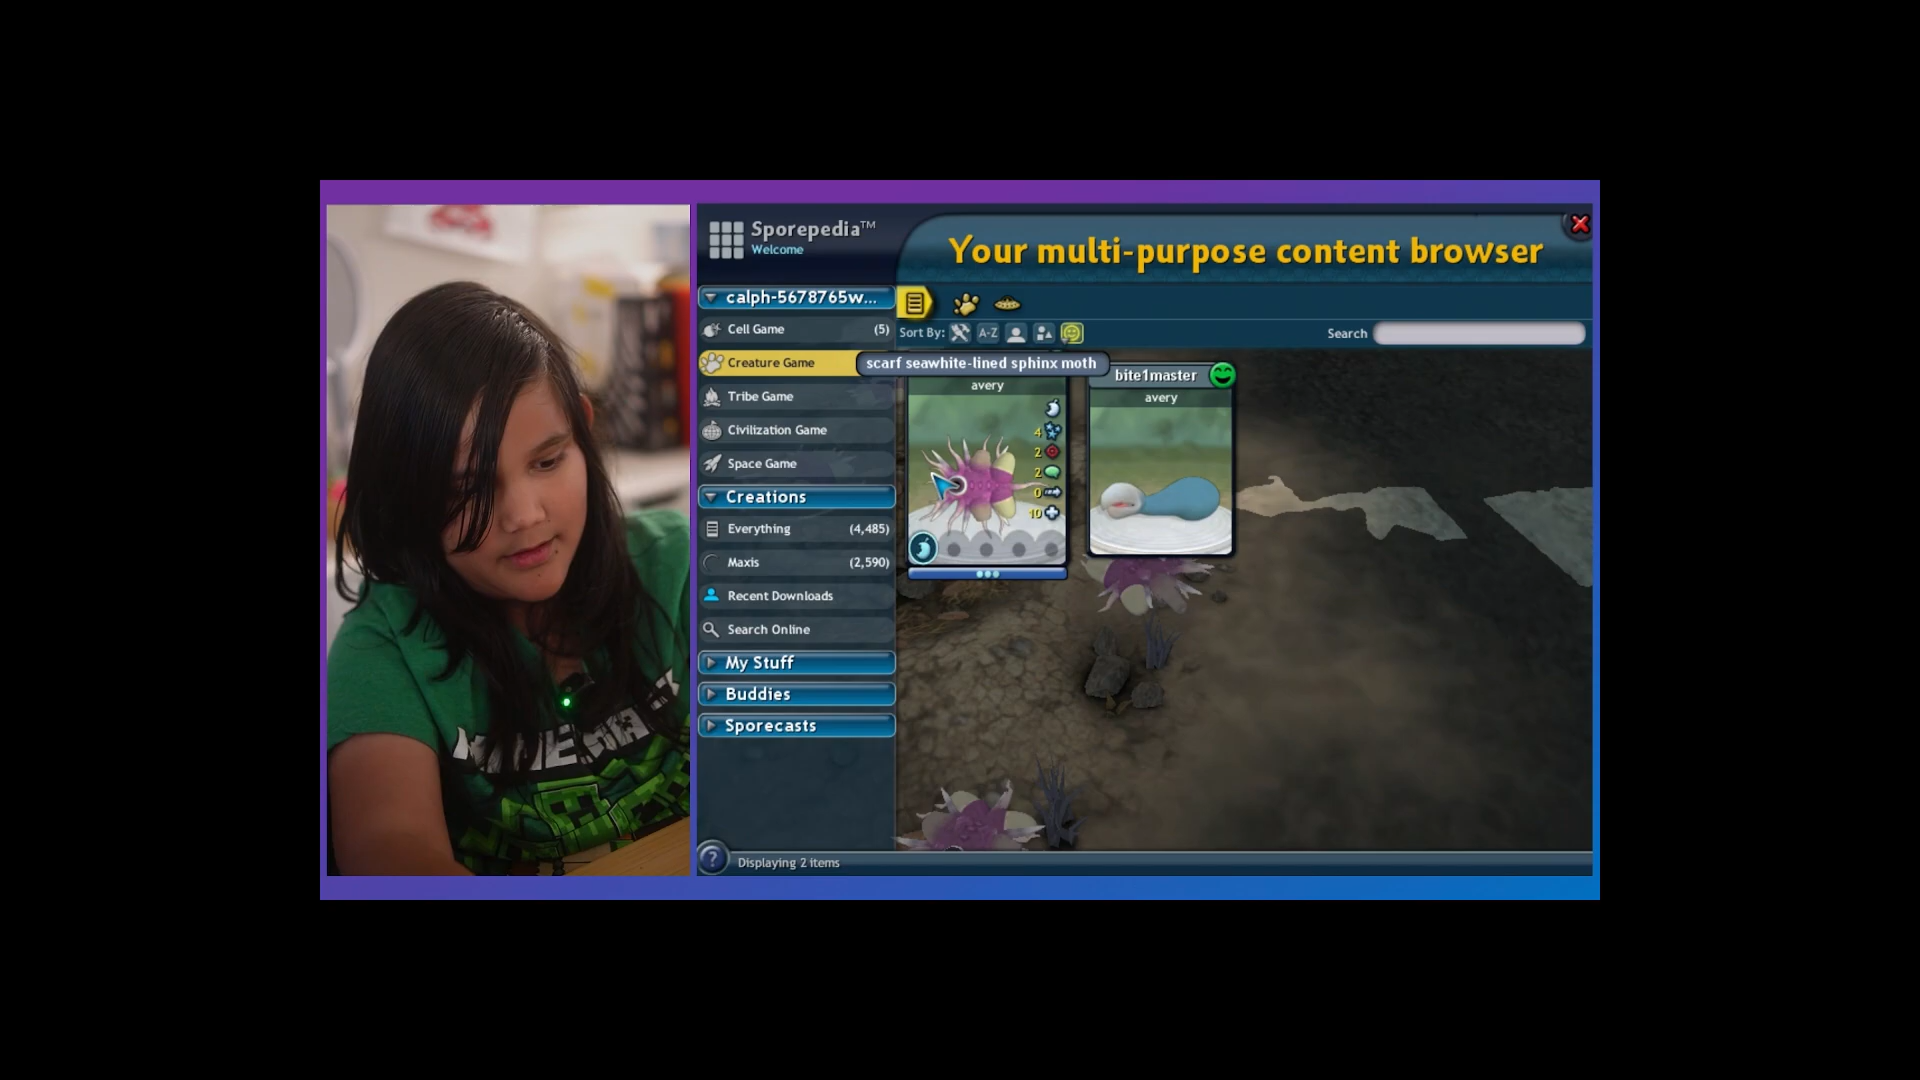 Sporepedia™
Welcome
Your multi-purpose content browser
calph-5678765w...
Cell Game (5)
Creature Game
Tribe Game
Civilization Game
Space Game
Creations
Everything (4,485)
Maxis (2,590)
Recent Downloads
Search Online
My Stuff
Buddies
Sporecasts
Sort By: A-Z
Search
scarf seawhite-lined sphinx moth
avery
4
2
2
0
10
bite1master
avery
? Displaying 2 items